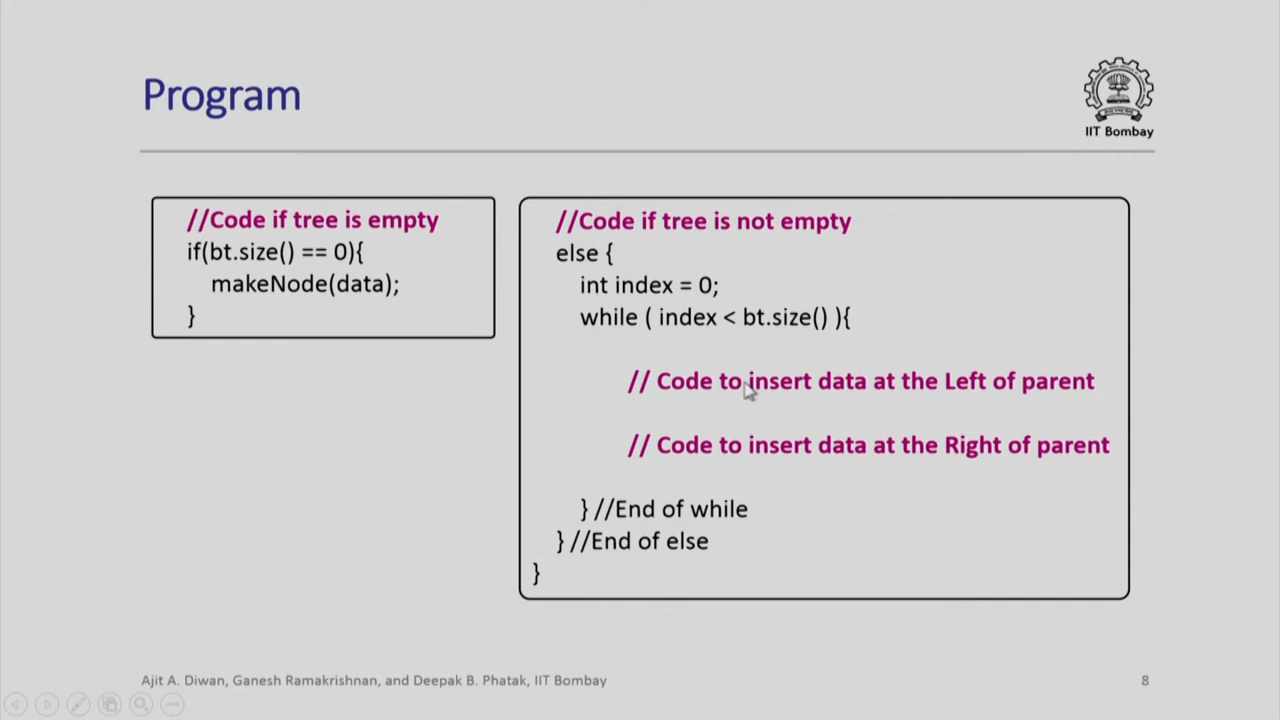 Program
IIT Bombay
//Code if tree is empty
if(bt.size() == 0){
makeNode(data);
}
//Code if tree is not empty
else {
int index = 0;
while ( index < bt.size() ){
// Code to insert data at the Left of parent
// Code to insert data at the Right of parent
} //End of while
} //End of else
}
Ajit A. Diwan, Ganesh Ramakrishnan, and Deepak B. Phatak, IIT Bombay
8